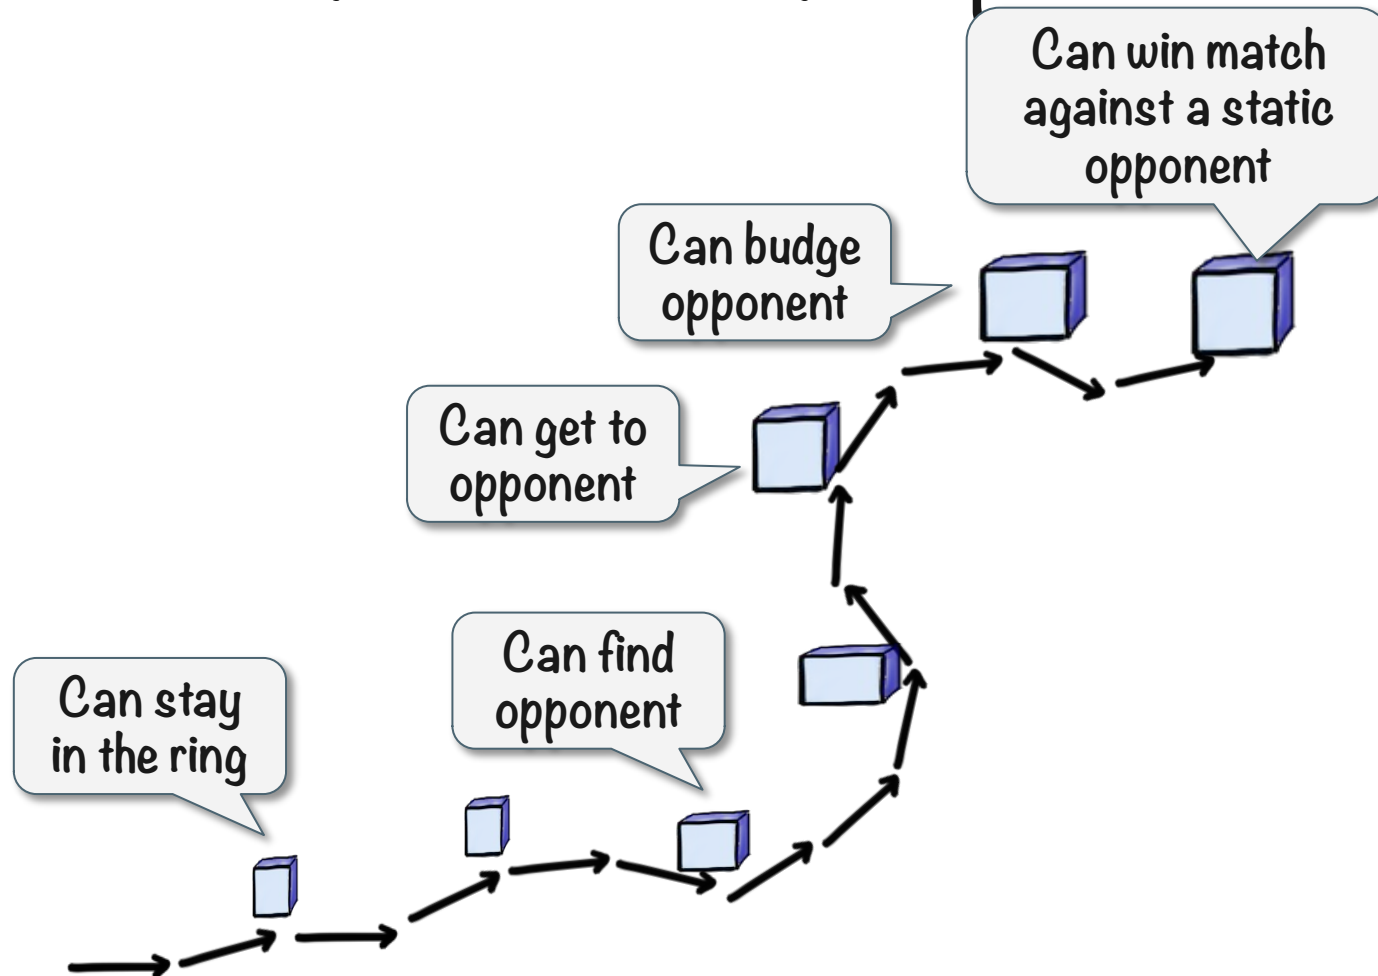 Can win match
against a static
opponent
Can budge
opponent
Can get to
opponent
Can find
opponent
Can stay
in the ring